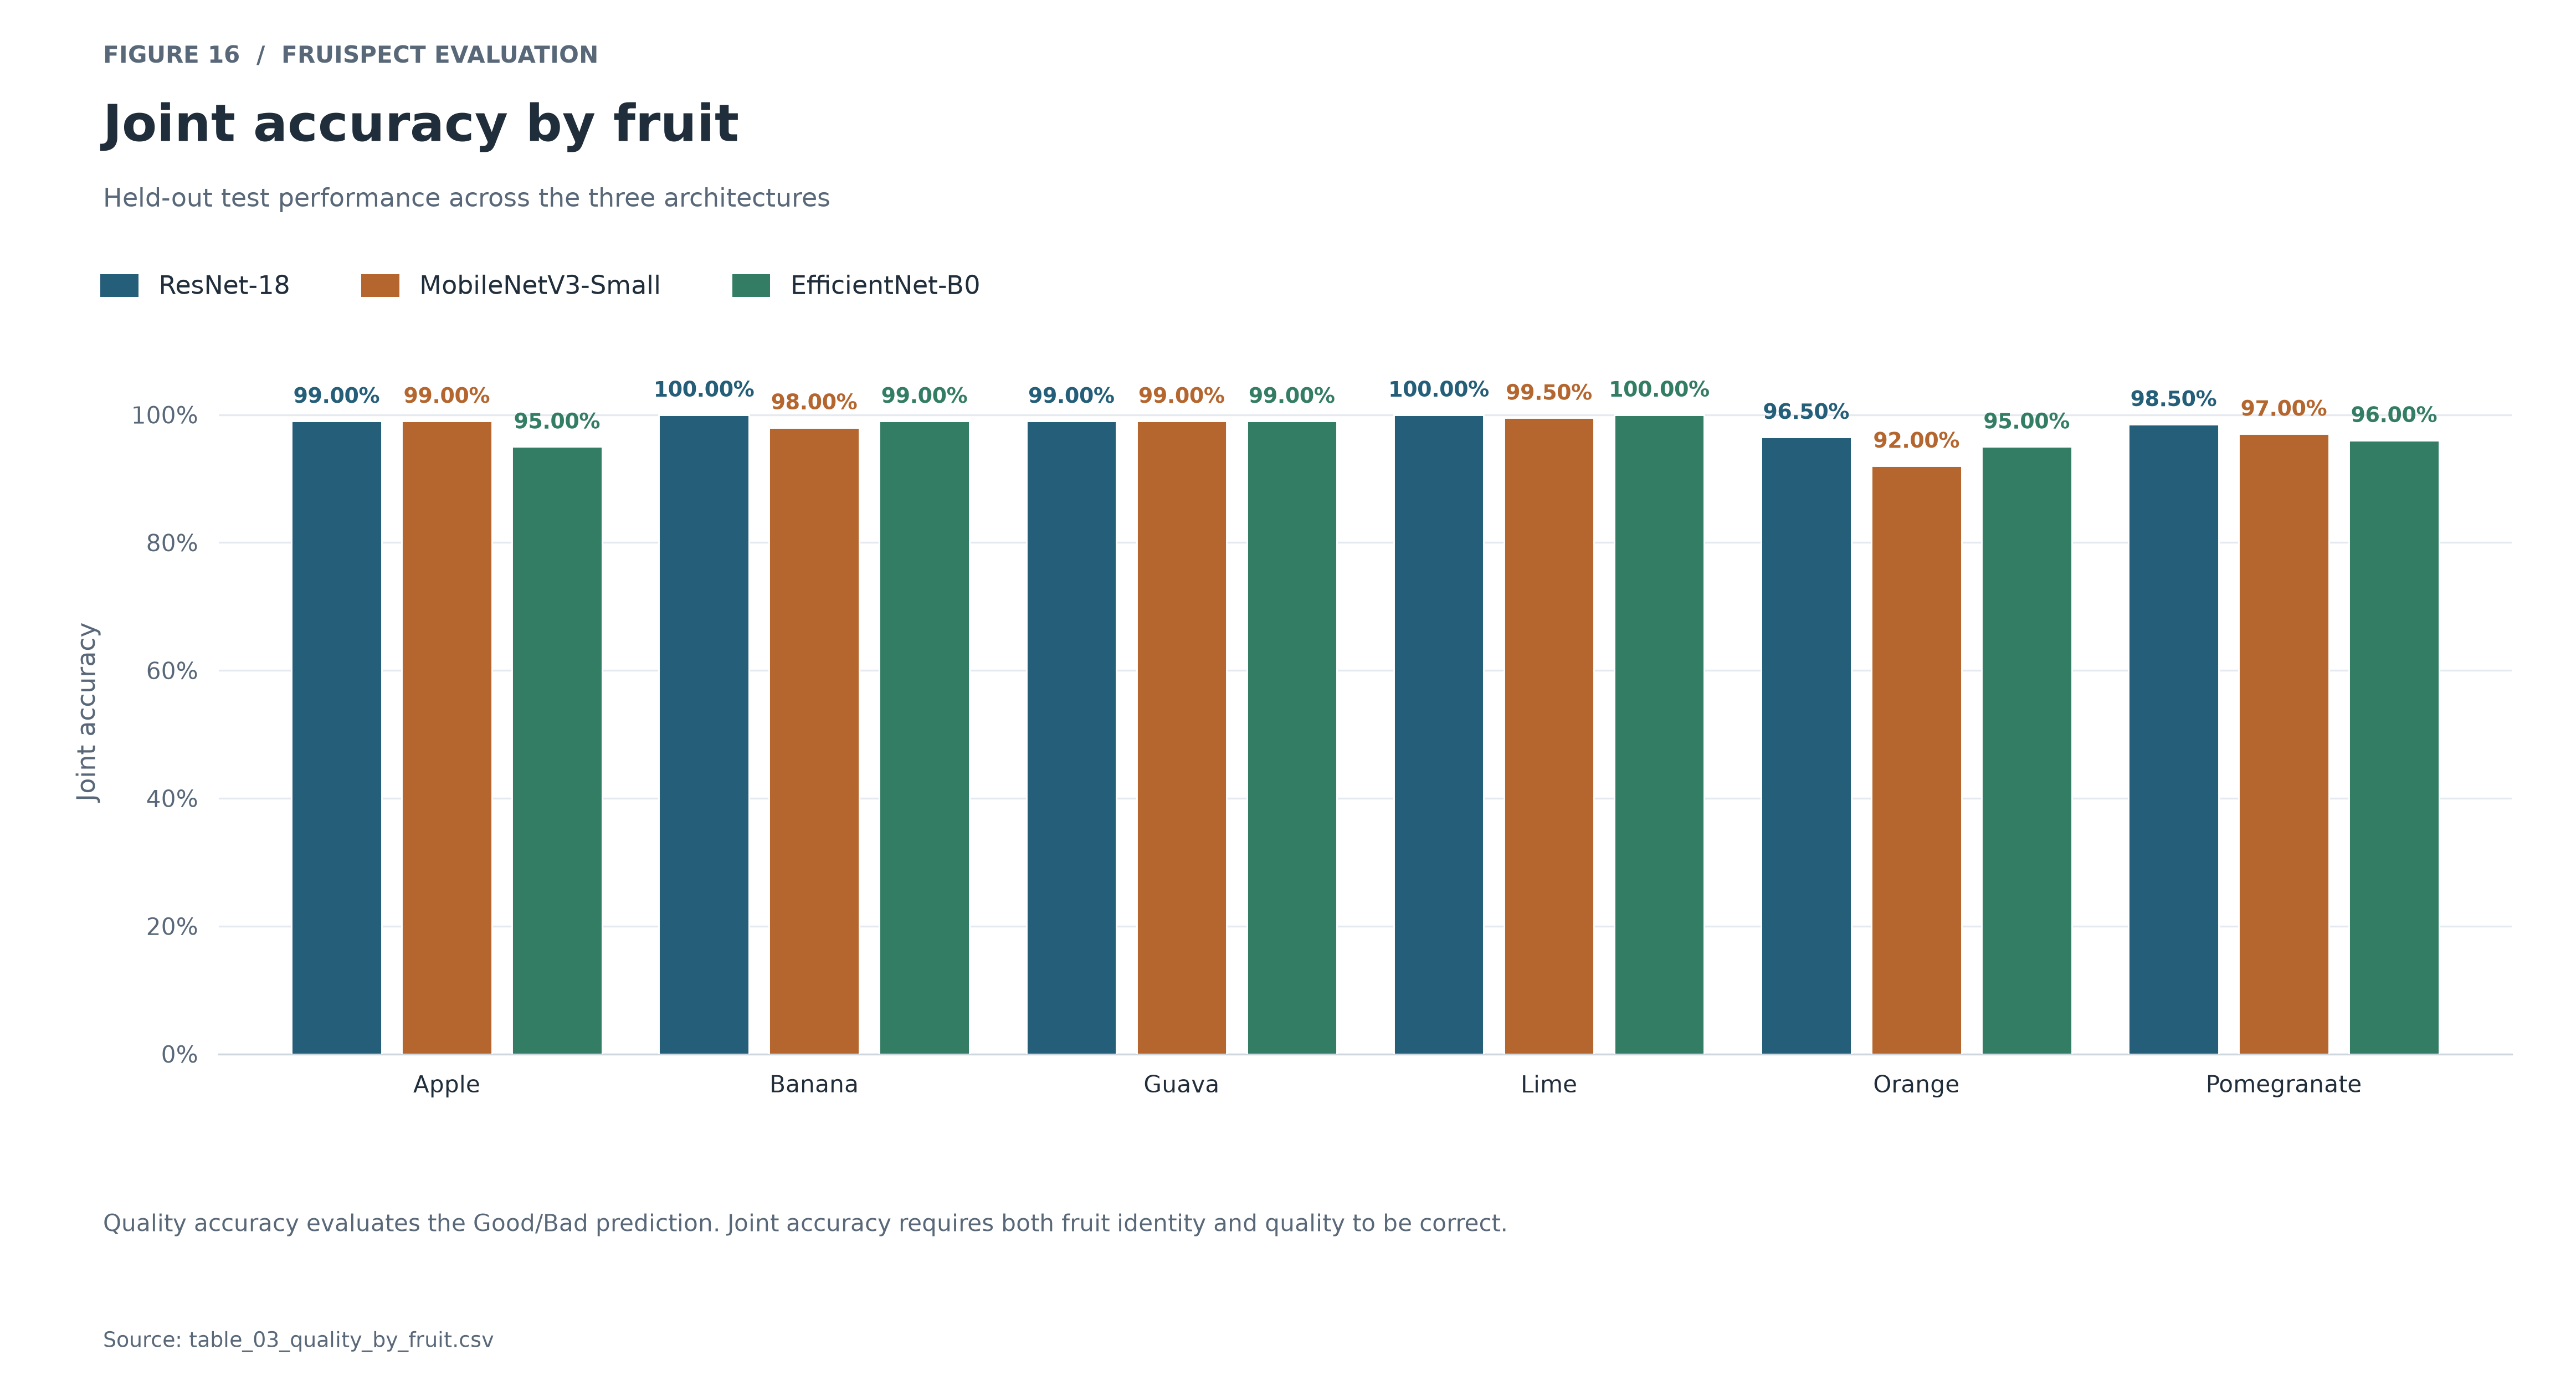 FIGURE 16 / FRUISPECT EVALUATION
Joint accuracy by fruit
Held-out test performance across the three architectures
ResNet-18 MobileNetV3-Small EfficientNet-B0
99.00% 99.00% 95.00% 100.00% 98.00% 99.00% 99.00% 99.00% 99.00% 100.00% 99.50% 100.00% 96.50% 92.00% 95.00% 98.50% 97.00% 96.00%
100%
80%
60%
40%
20%
0%
Joint accuracy
Apple Banana Guava Lime Orange Pomegranate
Quality accuracy evaluates the Good/Bad prediction. Joint accuracy requires both fruit identity and quality to be correct.
Source: table_03_quality_by_fruit.csv